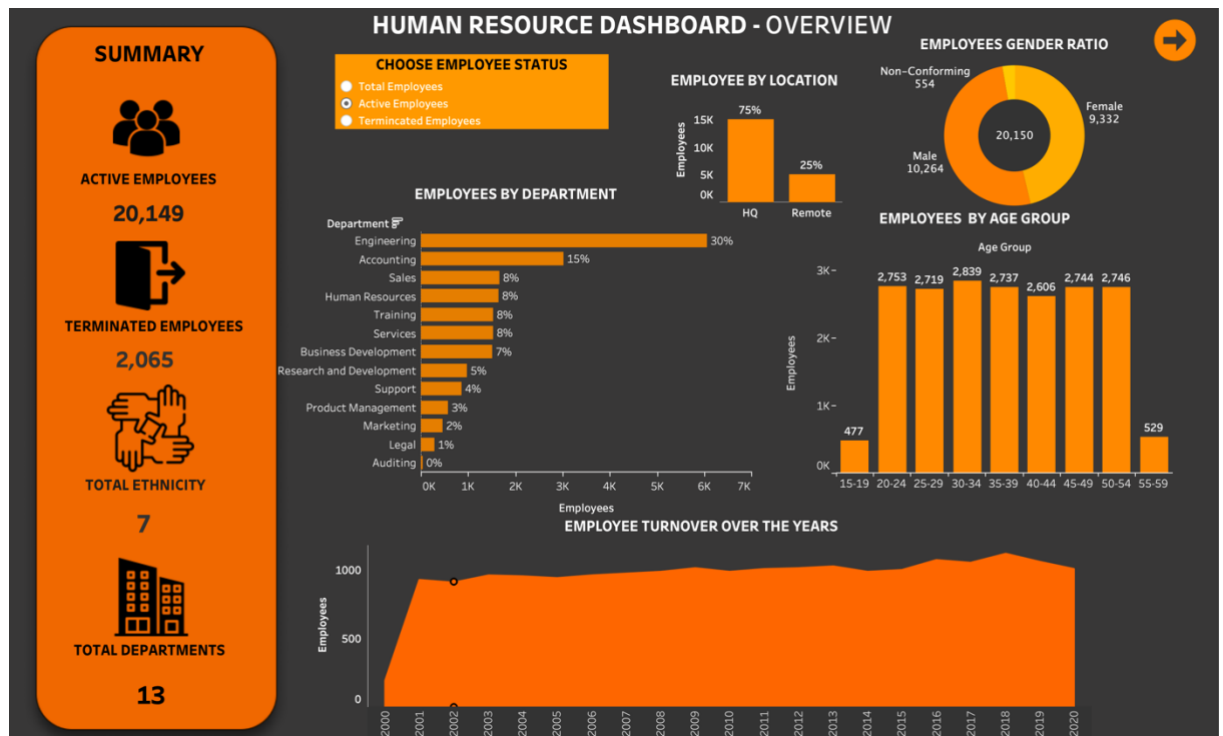 HUMAN RESOURCE DASHBOARD - OVERVIEW
SUMMARY
ACTIVE EMPLOYEES
20,149
TERMINATED EMPLOYEES
2,065
TOTAL ETHNICITY
7
TOTAL DEPARTMENTS
13
CHOOSE EMPLOYEE STATUS
Total Employees
Active Employees
Termincated Employees
EMPLOYEE BY LOCATION
75%
25%
Employees
15K
10K
5K
0K
HQ Remote
EMPLOYEES GENDER RATIO
Non-Conforming
554
Female
9,332
20,150
Male
10,264
EMPLOYEES BY DEPARTMENT
Department
Engineering 30%
Accounting 15%
Sales 8%
Human Resources 8%
Training 8%
Services 8%
Business Development 7%
Research and Development 5%
Support 4%
Product Management 3%
Marketing 2%
Legal 1%
Auditing 0%
0K 1K 2K 3K 4K 5K 6K 7K
Employees
EMPLOYEES BY AGE GROUP
Age Group
Employees
3K
2K
1K
0K
477 2,753 2,719 2,839 2,737 2,606 2,744 2,746 529
15-19 20-24 25-29 30-34 35-39 40-44 45-49 50-54 55-59
EMPLOYEE TURNOVER OVER THE YEARS
Employees
1000
500
0
2000 2001 2002 2003 2004 2005 2006 2007 2008 2009 2010 2011 2012 2013 2014 2015 2016 2017 2018 2019 2020